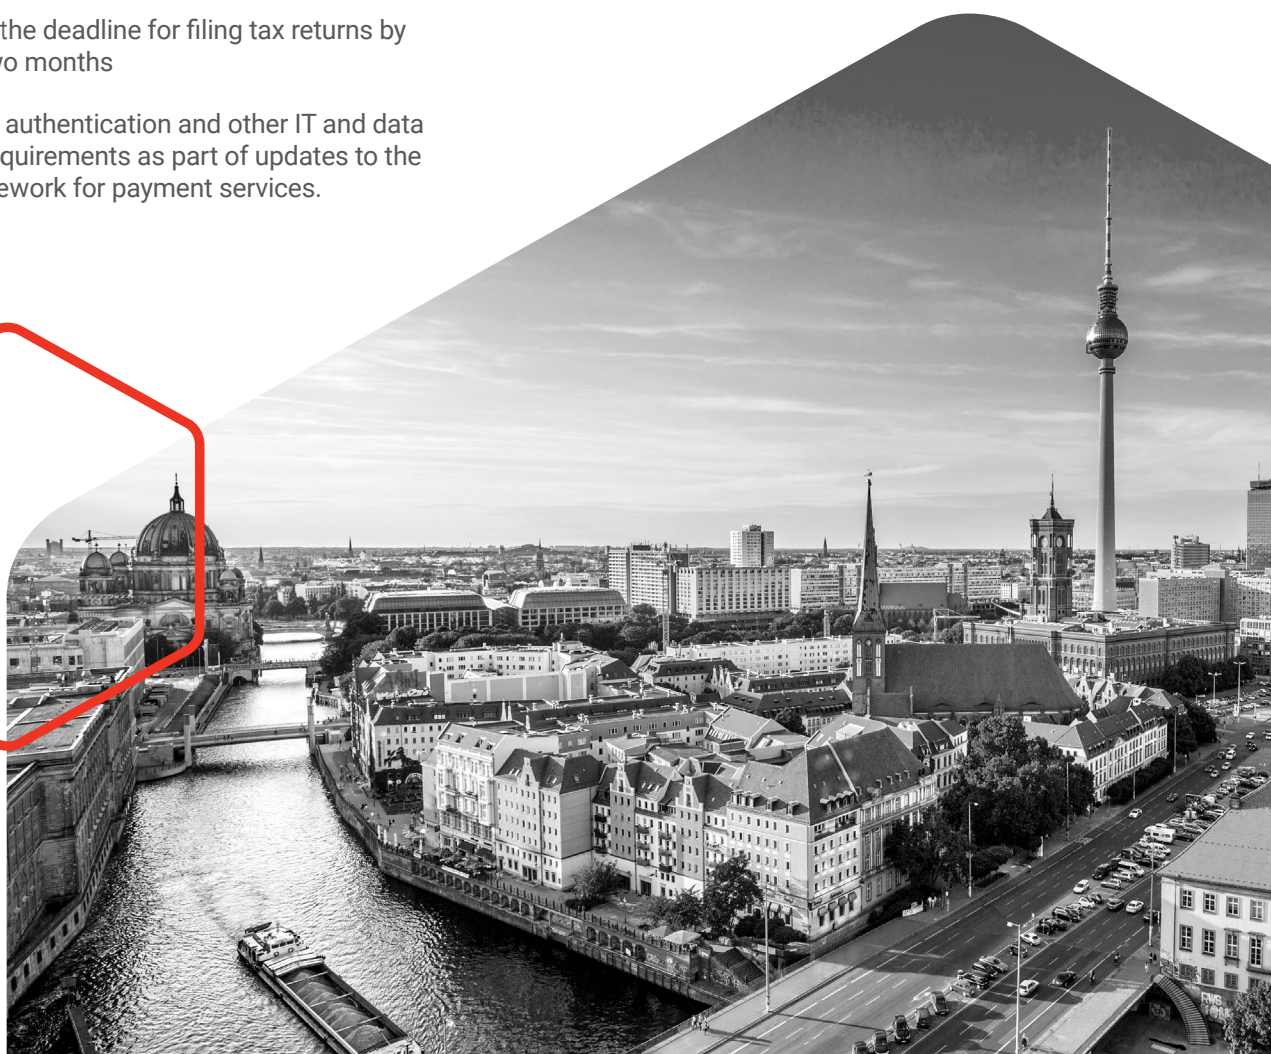 the deadline for filing tax returns by
wo months
authentication and other IT and data
quirements as part of updates to the
ework for payment services.